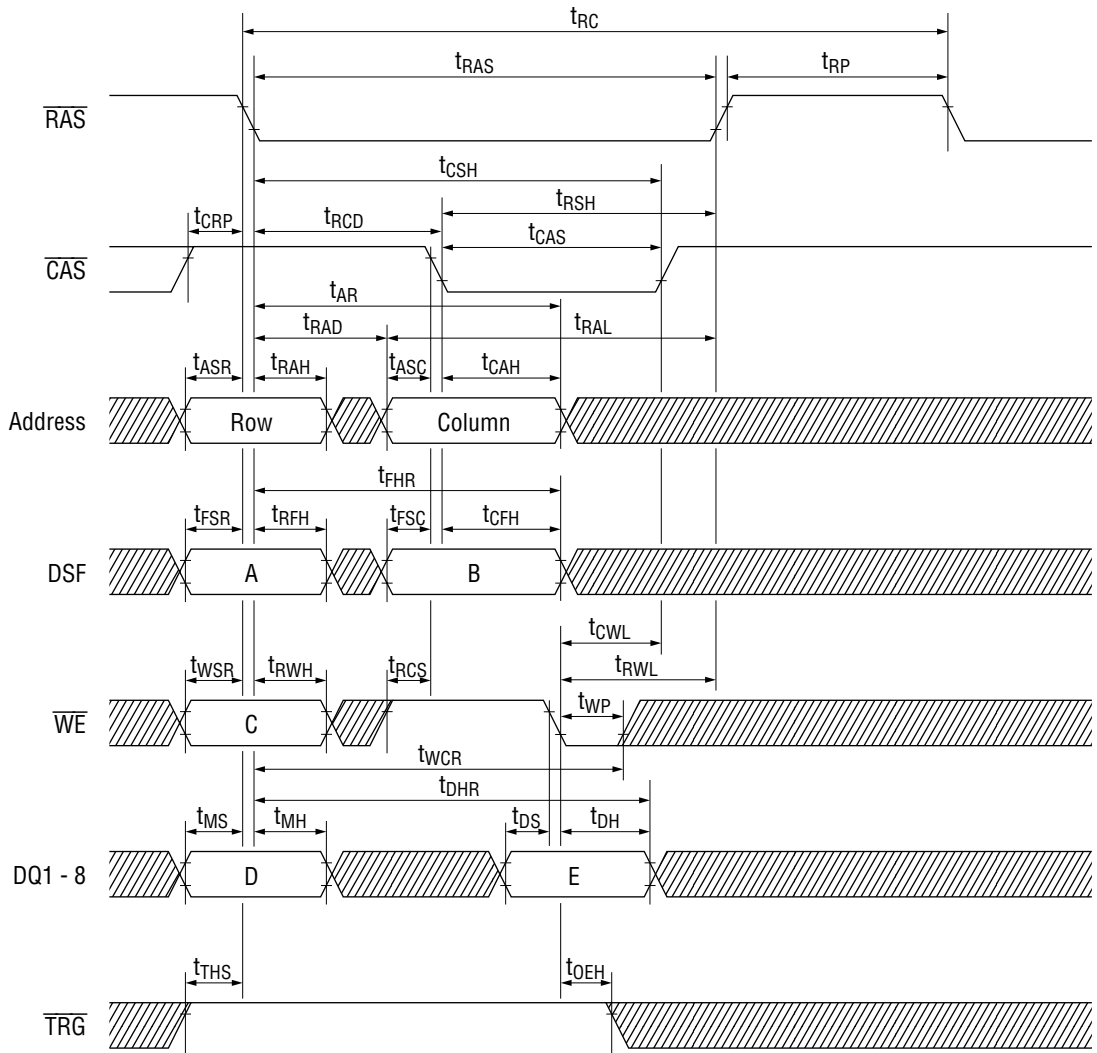 tRC
tRAS tRP
RAS
tCSH
tRSH
tCRP tRCD
tCAS
CAS
tAR
tRAD tRAL
tASR tRAH tASC tCAH
Address Row Column
tFHR
tFSR tRFH tFSC tCFH
DSF A B
tCWL
tWSR tRWH tRCS tRWL
tWP
WE C
tWCR
tDHR
tMS tMH tDS tDH
DQ1 - 8 D E
tTHS tOEH
TRG